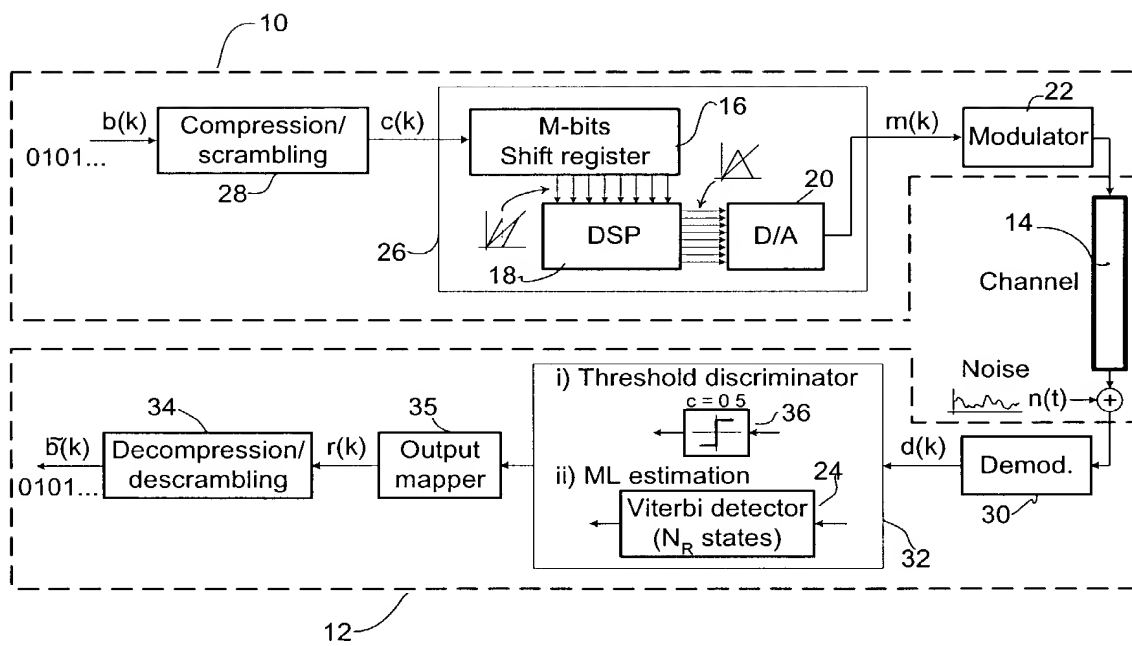 10
b(k)
0101...
Compression/
scrambling
28
c(k)
M-bits
Shift register
16
DSP
18
D/A
20
26
m(k)
22
Modulator
14
Channel
Noise
n(t)
+
d(k)
Demod.
30
i) Threshold discriminator
c = 0 5
36
ii) ML estimation
24
Viterbi detector
(NR states)
32
35
Output
mapper
r(k)
34
Decompression/
descrambling
b̄(k)
0101...
12